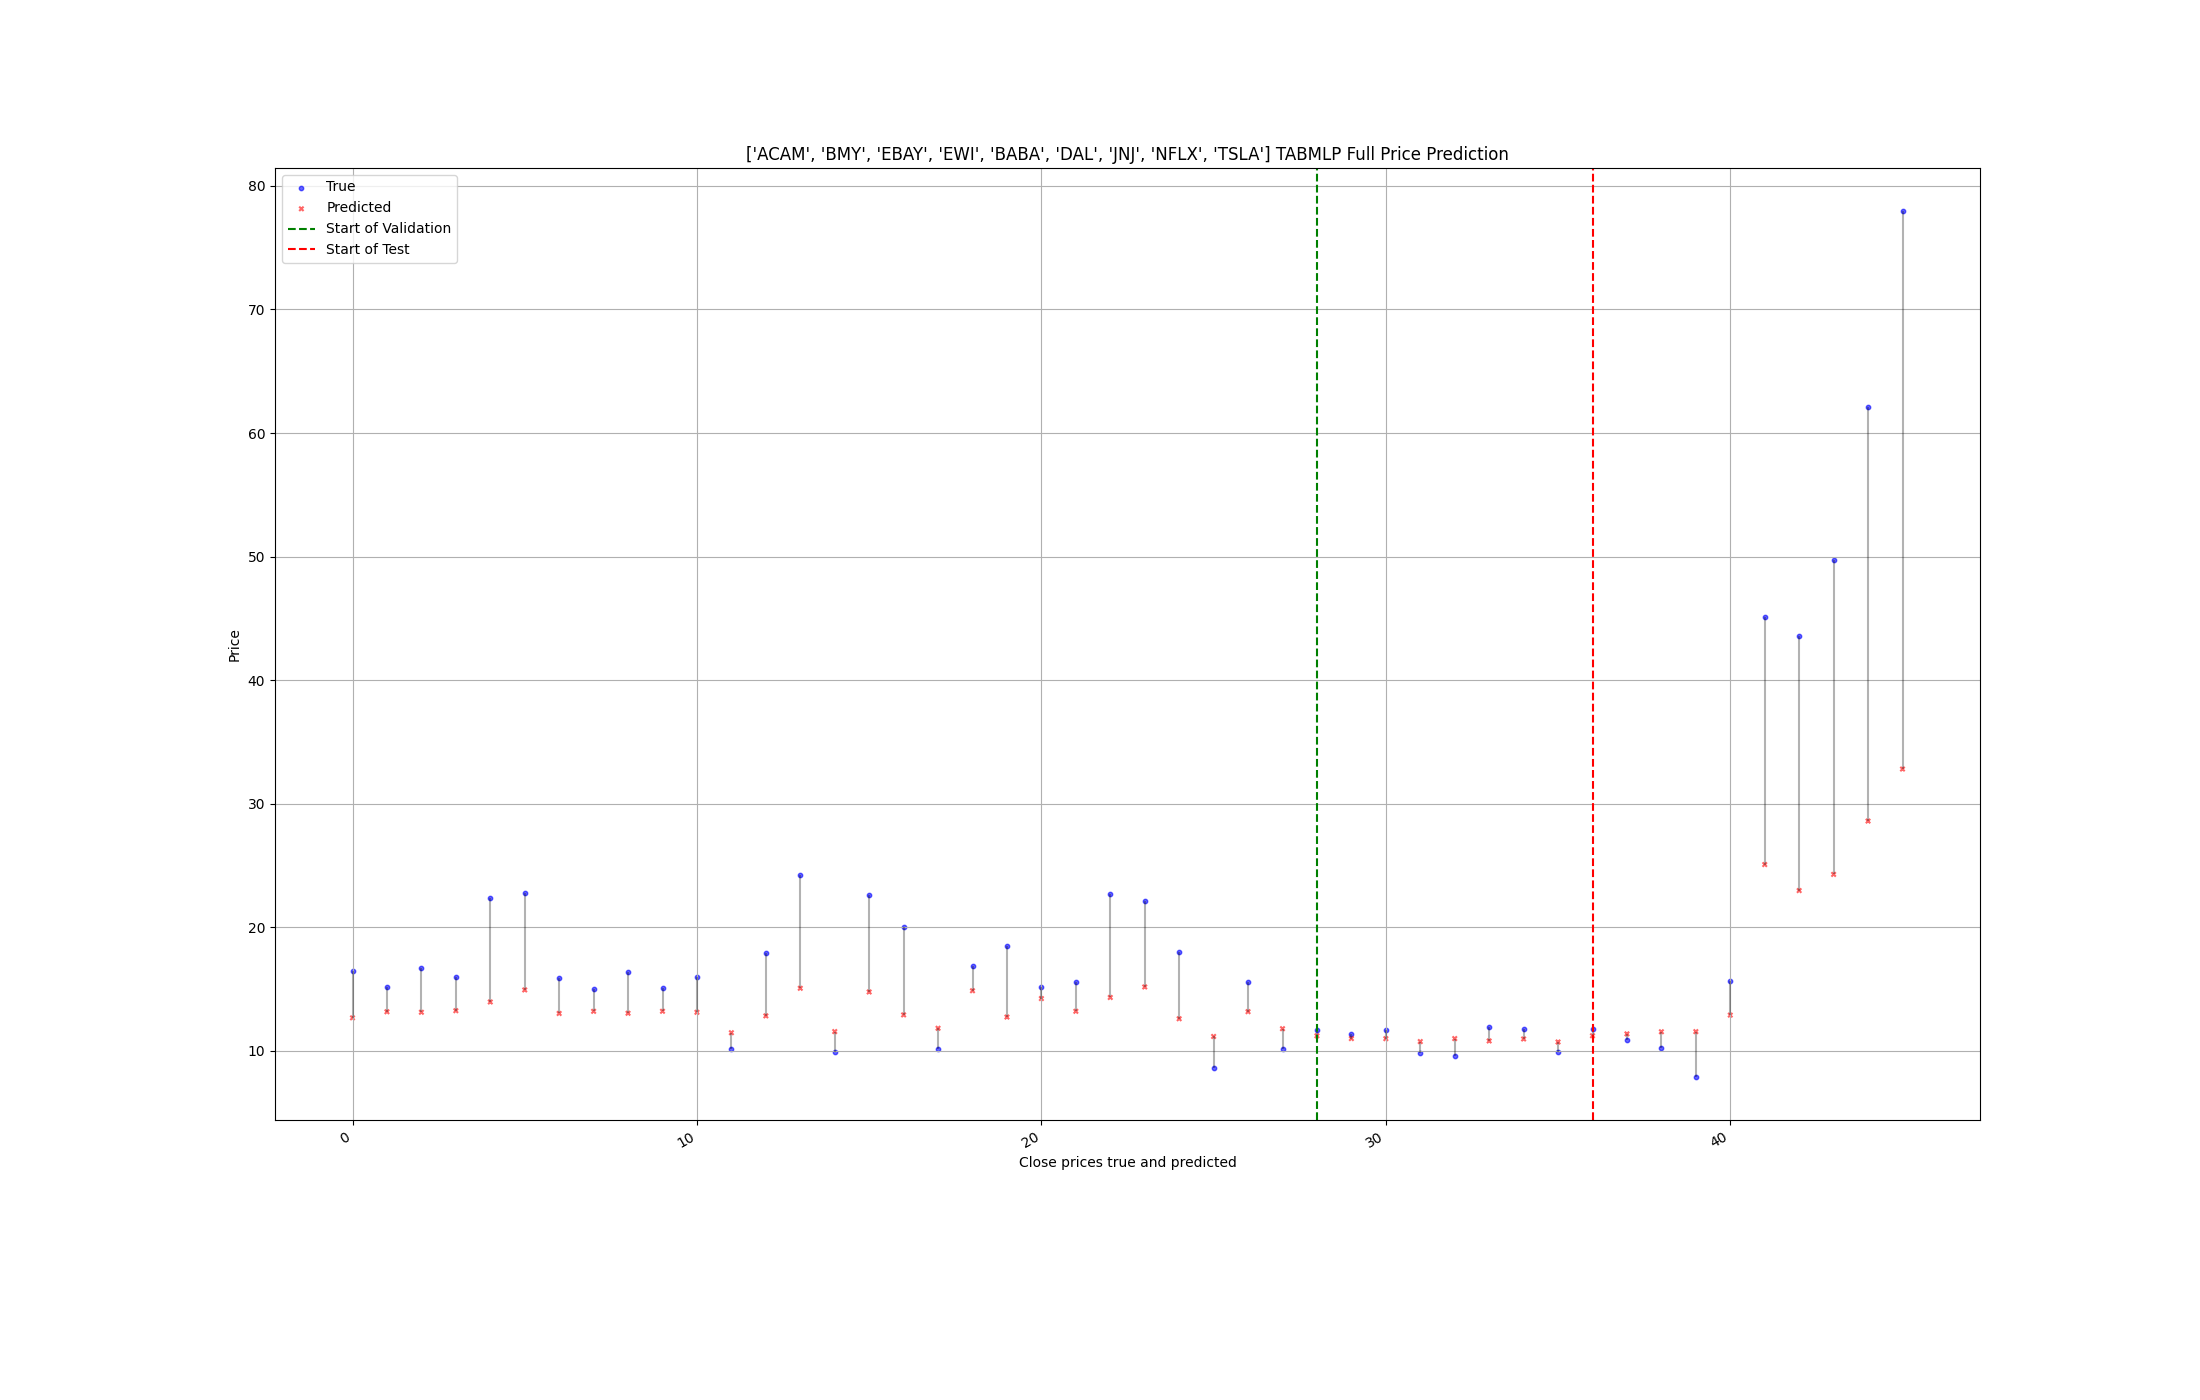 ['ACAM', 'BMY', 'EBAY', 'EWI', 'BABA', 'DAL', 'JNJ', 'NFLX', 'TSLA'] TABMLP Full Price Prediction
True
Predicted
Start of Validation
Start of Test
80
70
60
50
40
30
20
10
Price
0
10
20
30
40
Close prices true and predicted